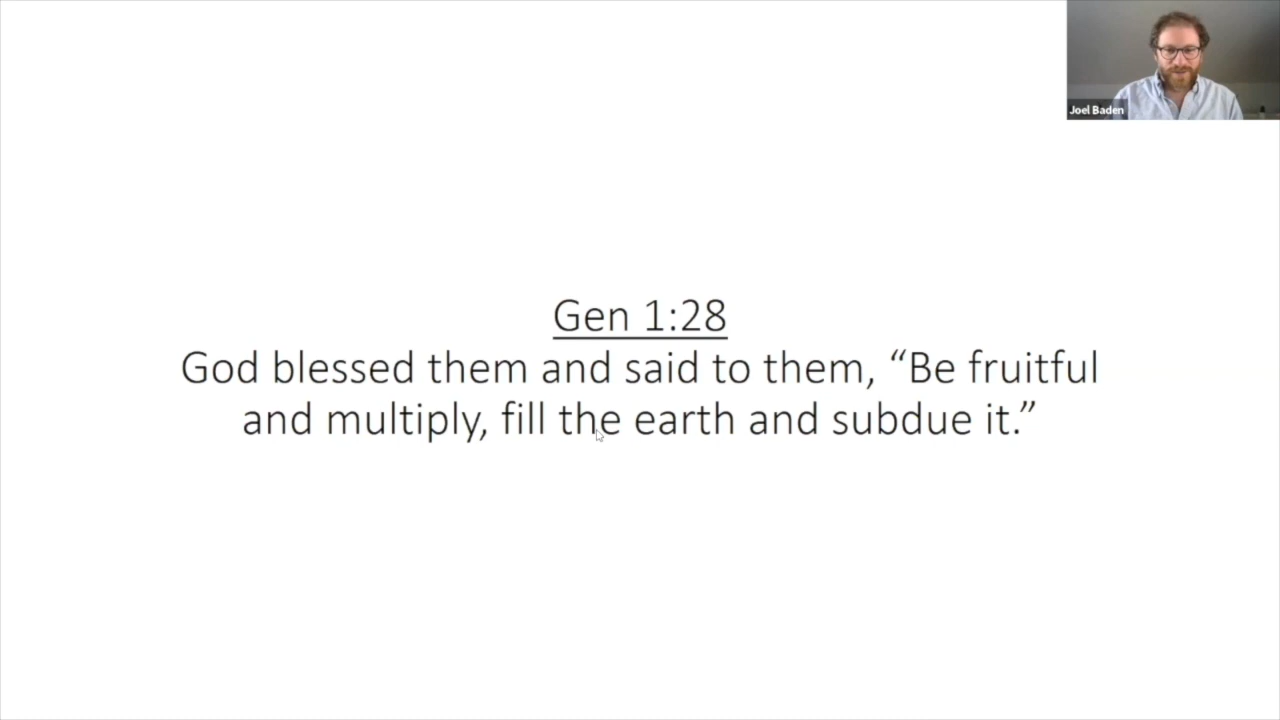 Joel Baden
Gen 1:28
God blessed them and said to them, “Be fruitful
and multiply, fill the earth and subdue it.”